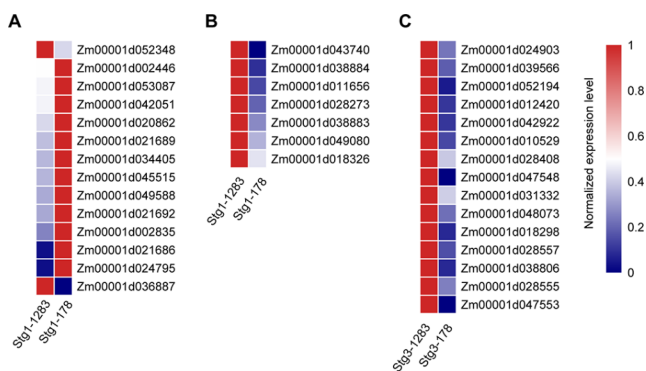 A
Zm00001d052348
Zm00001d002446
Zm00001d053087
Zm00001d042051
Zm00001d020862
Zm00001d021689
Zm00001d034405
Zm00001d045515
Zm00001d049588
Zm00001d021692
Zm00001d002835
Zm00001d021686
Zm00001d024795
Zm00001d036887
Stg1-1283
Stg1-178
B
Zm00001d043740
Zm00001d038884
Zm00001d011656
Zm00001d028273
Zm00001d038883
Zm00001d049080
Zm00001d018326
Stg1-1283
Stg1-178
C
Zm00001d024903
Zm00001d039566
Zm00001d052194
Zm00001d012420
Zm00001d042922
Zm00001d010529
Zm00001d028408
Zm00001d047548
Zm00001d031332
Zm00001d048073
Zm00001d018298
Zm00001d028557
Zm00001d038806
Zm00001d028555
Zm00001d047553
Stg3-1283
Stg3-178
Normalized expression level
1
0.8
0.6
0.4
0.2
0